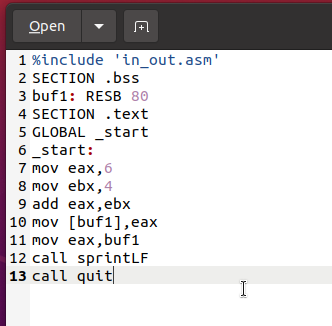 Open
1 %include 'in_out.asm'
2 SECTION .bss
3 buf1: RESB 80
4 SECTION .text
5 GLOBAL _start
6 _start:
7 mov eax,6
8 mov ebx,4
9 add eax,ebx
10 mov [buf1],eax
11 mov eax,buf1
12 call sprintLF
13 call quit